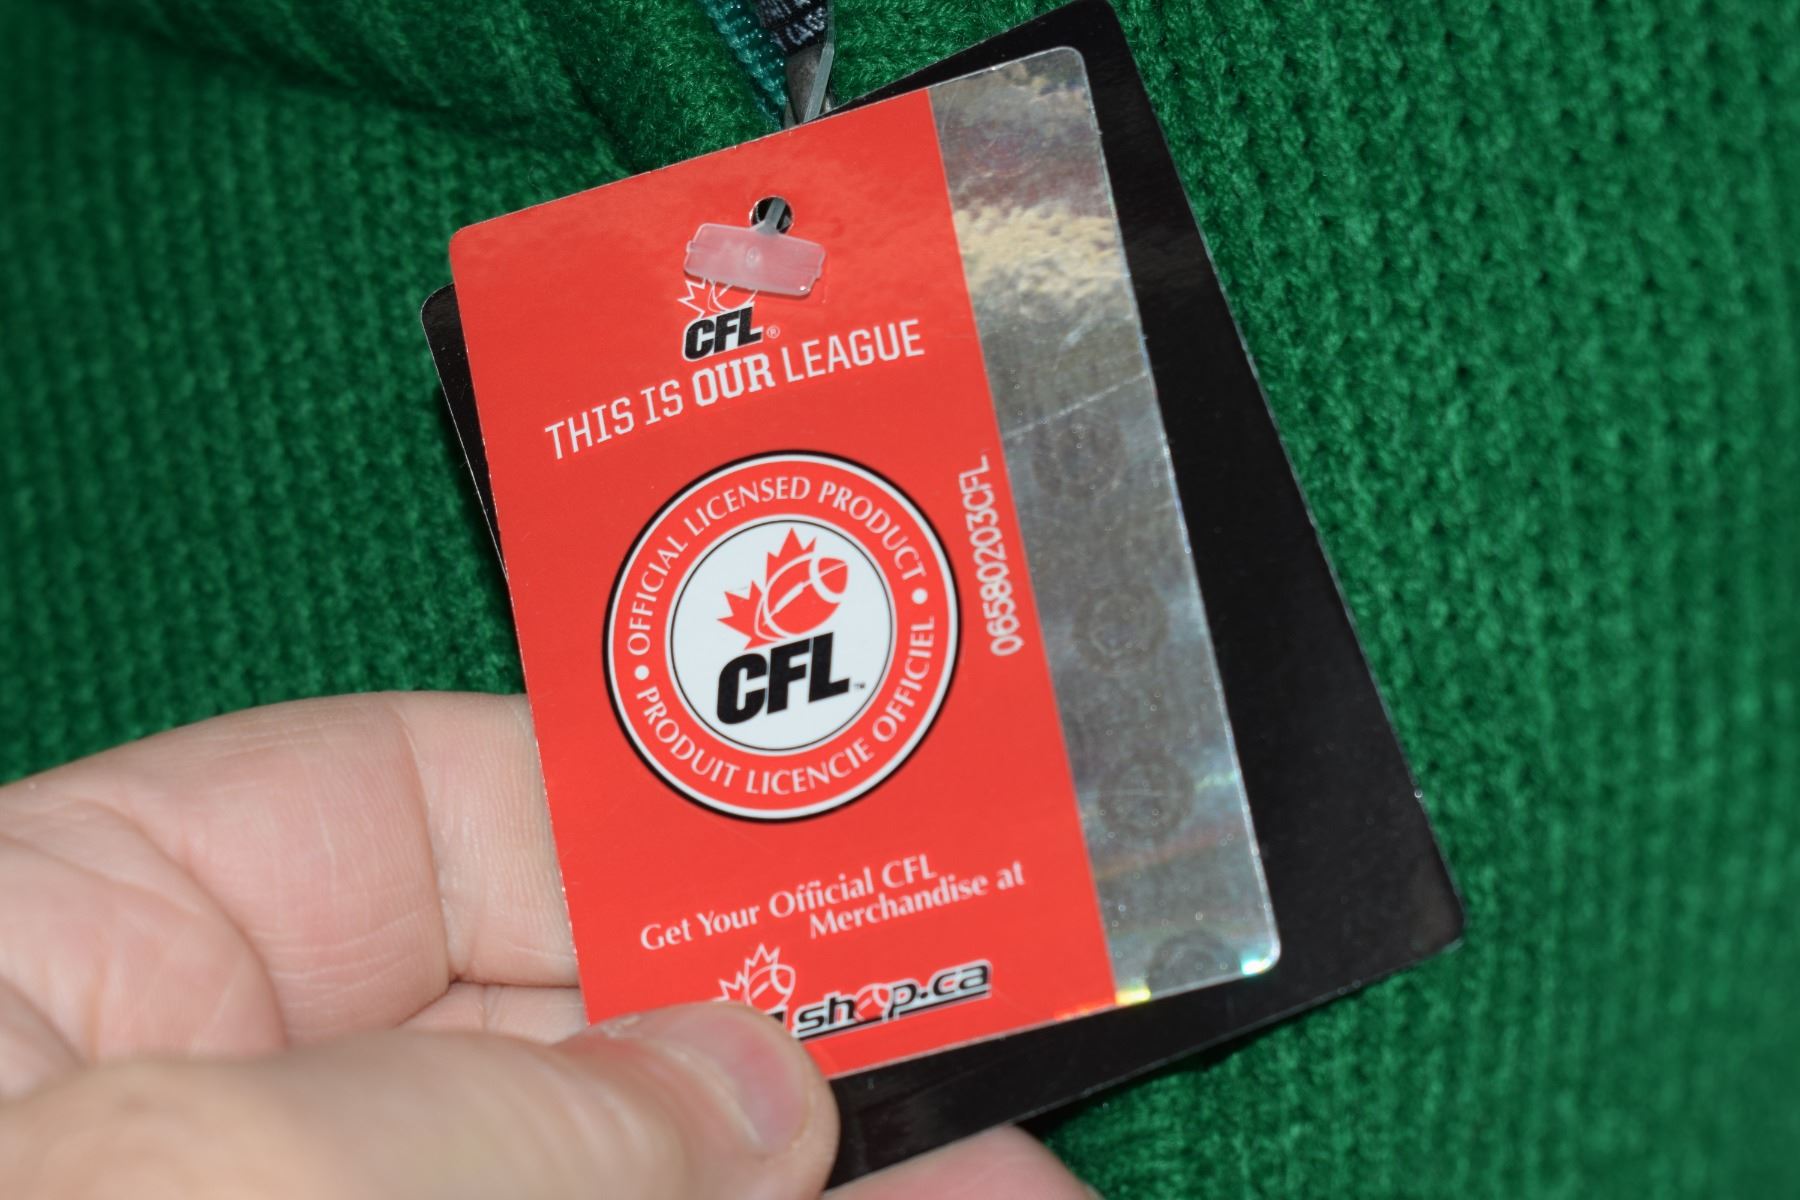 CFL®
THIS IS OUR LEAGUE
• OFFICIAL LICENSED PRODUCT •
PRODUIT LICENCIE OFFICIEL
CFL™
06580203CFL
Get Your Official CFL
Merchandise at
shop.ca